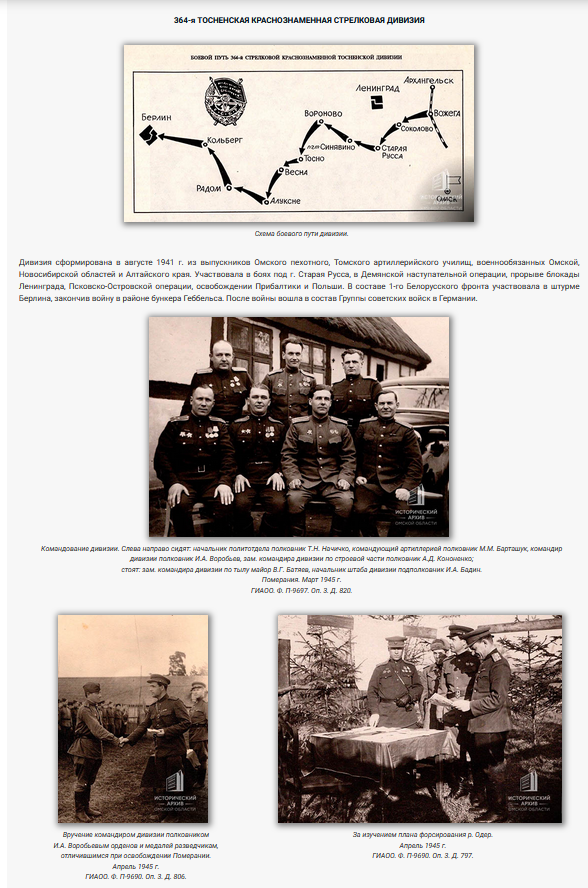 364-я ТОСНЕНСКАЯ КРАСНОЗНАМЕННАЯ СТРЕЛКОВАЯ ДИВИЗИЯ
БОЕВОЙ ПУТЬ 364-й СТРЕЛКОВОЙ КРАСНОЗНАМЕННОЙ ТОСНЕНСКОЙ ДИВИЗИИ
Архангельск
Ленинград
Берлин
Вороново
Вожега
Соколово
Кольберг
Синявино
Старая
Русса
Тосно
Весна
Радом
Алуксне
Омск
Схема боевого пути дивизии.
Дивизия сформирована в августе 1941 г. из выпускников Омского пехотного, Томского артиллерийского училищ, военнообязанных Омской,
Новосибирской областей и Алтайского края. Участвовала в боях под г. Старая Русса, в Демянской наступательной операции, прорыве блокады
Ленинграда, Псковско-Островской операции, освобождении Прибалтики и Польши. В составе 1-го Белорусского фронта участвовала в штурме
Берлина, закончив войну в районе бункера Геббельса. После войны вошла в состав Группы советских войск в Германии.
ИСТОРИЧЕСКИЙ
АРХИВ
ОМСКОЙ ОБЛАСТИ
Командование дивизии. Слева направо сидят: начальник политотдела полковник Т.Н. Начичко, командующий артиллерией полковник М.М. Барташук, командир
дивизии полковник И.А. Воробьев, зам. командира дивизии по строевой части полковник А.Д. Кононенко;
стоят: зам. командира дивизии по тылу майор В.Г. Батяев, начальник штаба дивизии подполковник И.А. Бадин.
Померания. Март 1945 г.
ГИАОО. Ф. П-9697. Оп. 3. Д. 820.
ИСТОРИЧЕСКИЙ
АРХИВ
ОМСКОЙ ОБЛАСТИ
ИСТОРИЧЕСКИЙ
АРХИВ
ОМСКОЙ ОБЛАСТИ
Вручение командиром дивизии полковником
И.А. Воробьевым орденов и медалей разведчикам,
отличившимся при освобождении Померании.
Апрель 1945 г.
ГИАОО. Ф. П-9690. Оп. 3. Д. 806.
За изучением плана форсирования р. Одер.
Апрель 1945 г.
ГИАОО. Ф. П-9690. Оп. 3. Д. 797.